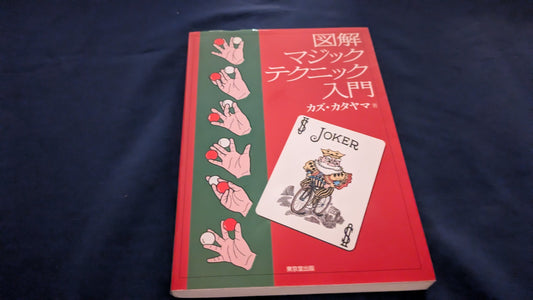 図解
マジック
テクニック
入門
カズ・カタヤマ 著
JOKER
東京堂出版